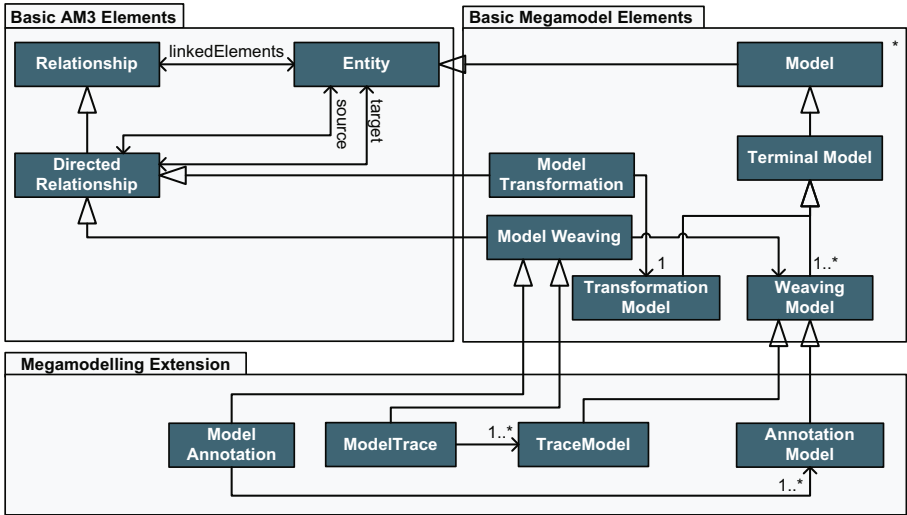 Basic AM3 Elements
Basic Megamodel Elements
Relationship
linkedElements
Entity
Model
*
source
target
Directed
Relationship
Model
Transformation
Terminal Model
Model Weaving
1
1..*
Transformation
Model
Weaving
Model
Megamodelling Extension
Model
Annotation
ModelTrace
1..*
TraceModel
Annotation
Model
1..*